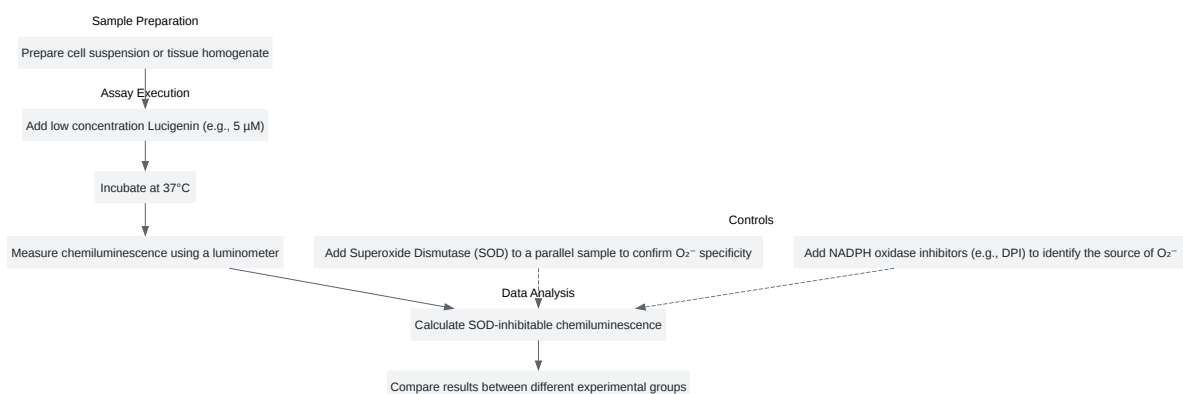 Sample Preparation
Prepare cell suspension or tissue homogenate
Assay Execution
Add low concentration Lucigenin (e.g., 5 µM)
Incubate at 37°C
Controls
Measure chemiluminescence using a luminometer
Add Superoxide Dismutase (SOD) to a parallel sample to confirm O₂⁻ specificity
Add NADPH oxidase inhibitors (e.g., DPI) to identify the source of O₂⁻
Data Analysis
Calculate SOD-inhibitable chemiluminescence
Compare results between different experimental groups